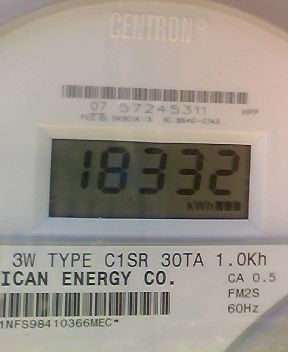 CENTRON®
07 57245311 HPP
18332
kWh
3W TYPE C1SR 30TA 1.0Kh
ICAN ENERGY CO. CA 0.5
FM2S
60Hz
1NFS98410366MEC*